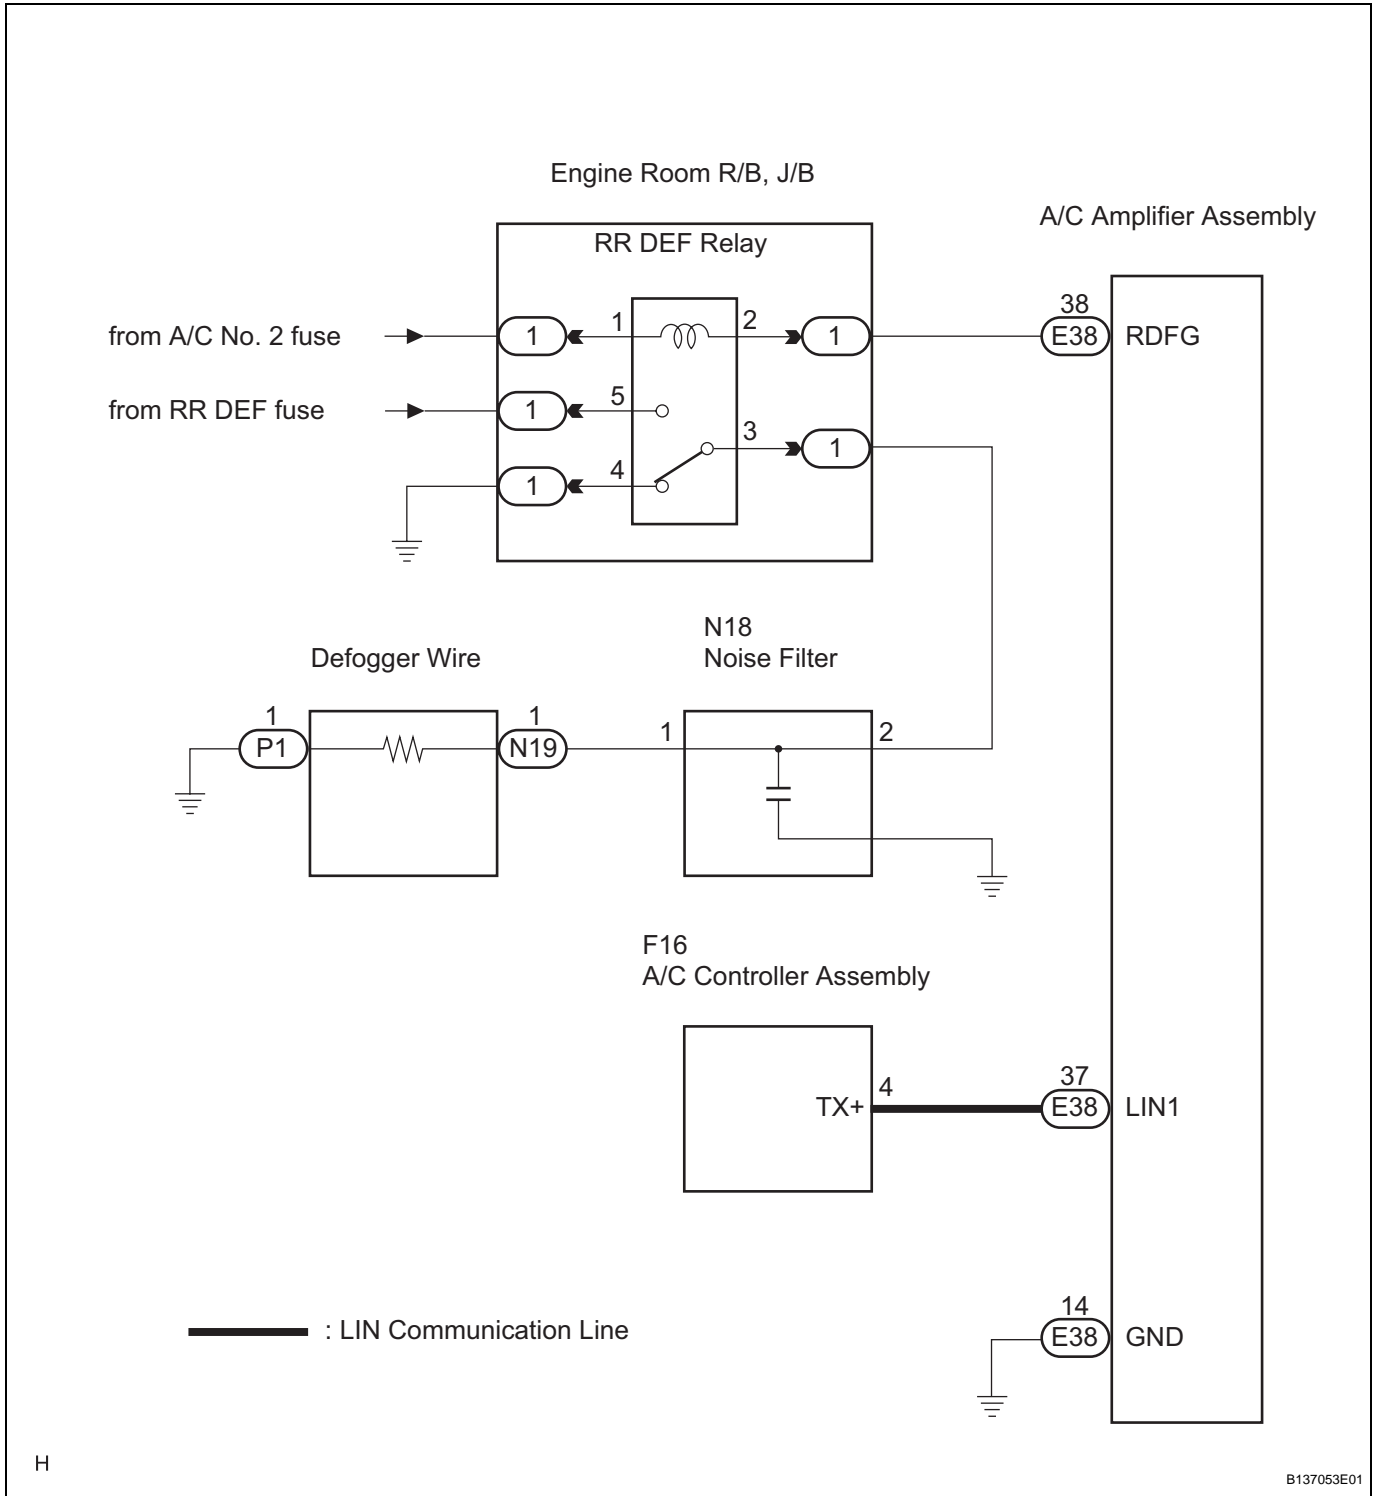 Engine Room R/B, J/B
A/C Amplifier Assembly
RR DEF Relay
from A/C No. 2 fuse
1
1
2
1
38
E38
RDFG
from RR DEF fuse
1
5
3
1
1
4
N18
Noise Filter
Defogger Wire
1
P1
1
N19
1
2
F16
A/C Controller Assembly
TX+
4
37
E38
LIN1
: LIN Communication Line
14
E38
GND
H
B137053E01